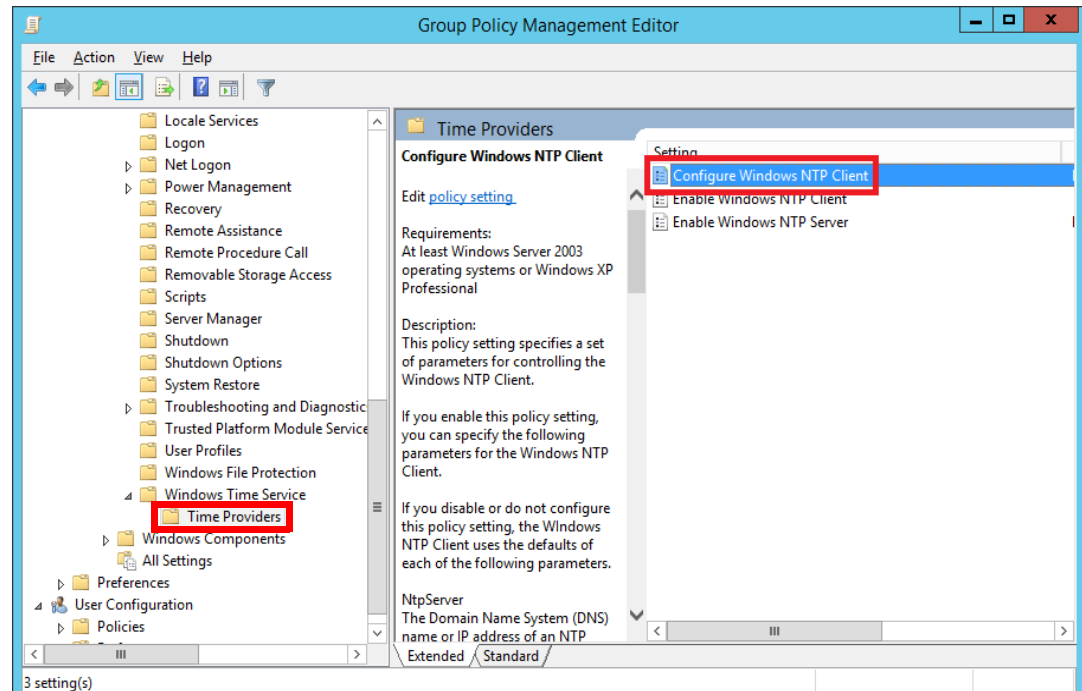 Group Policy Management Editor
File Action View Help
Locale Services
Logon
Net Logon
Power Management
Recovery
Remote Assistance
Remote Procedure Call
Removable Storage Access
Scripts
Server Manager
Shutdown
Shutdown Options
System Restore
Troubleshooting and Diagnostic
Trusted Platform Module Service
User Profiles
Windows File Protection
Windows Time Service
Time Providers
Windows Components
All Settings
Preferences
User Configuration
Policies
Time Providers
Configure Windows NTP Client
Edit policy setting
Requirements:
At least Windows Server 2003
operating systems or Windows XP
Professional
Description:
This policy setting specifies a set
of parameters for controlling the
Windows NTP Client.
If you enable this policy setting,
you can specify the following
parameters for the Windows NTP
Client.
If you disable or do not configure
this policy setting, the WIndows
NTP Client uses the defaults of
each of the following parameters.
NtpServer
The Domain Name System (DNS)
name or IP address of an NTP
Setting
Configure Windows NTP Client
Enable Windows NTP Client
Enable Windows NTP Server
Extended Standard
3 setting(s)